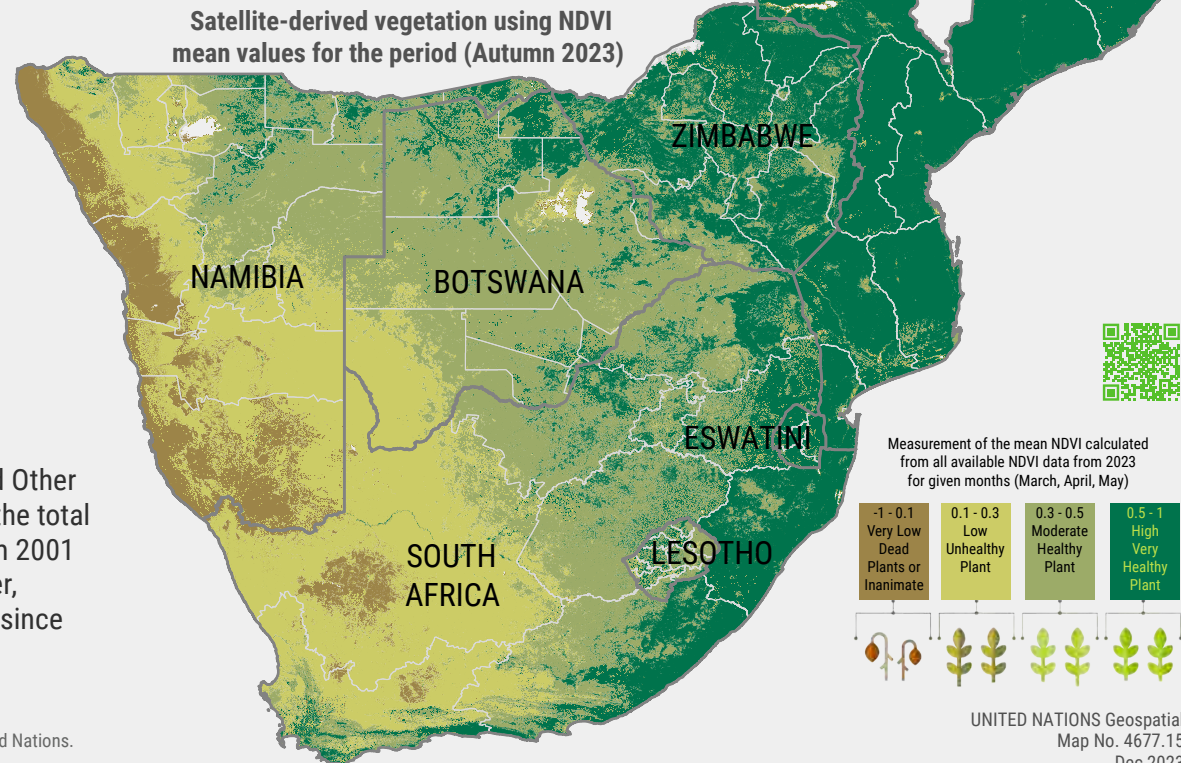 Satellite-derived vegetation using NDVI
mean values for the period (Autumn 2023)
ZIMBABWE
NAMIBIA
BOTSWANA
ESWATINI
LESOTHO
SOUTH
AFRICA
Other
the total
2001
since
d Nations.
Measurement of the mean NDVI calculated
from all available NDVI data from 2023
for given months (March, April, May)
-1 - 0.1
Very Low
Dead
Plants or
Inanimate
0.1 - 0.3
Low
Unhealthy
Plant
0.3 - 0.5
Moderate
Healthy
Plant
0.5 - 1
High
Very
Healthy
Plant
UNITED NATIONS Geospatial
Map No. 4677.15
Dec 2023